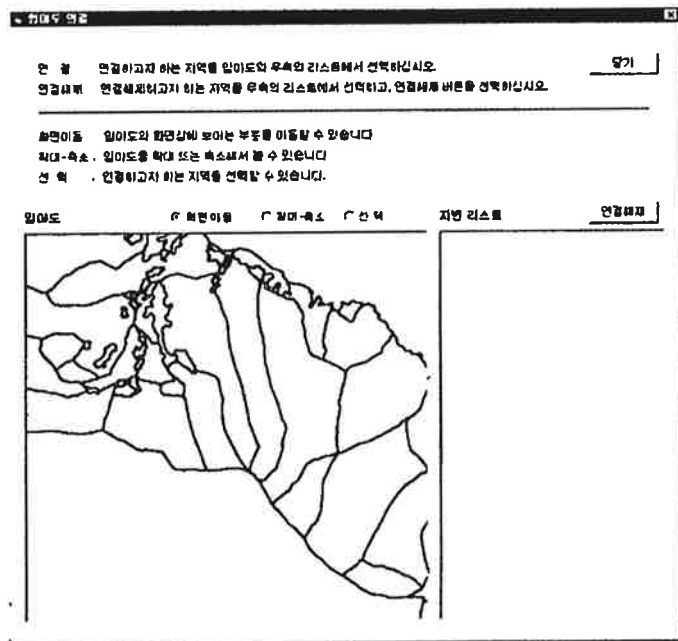 임야도 연결
연 결 연결하고자 하는 지역을 임야도와 우측의 리스트에서 선택하십시오.
닫기
연결해제 연결해제하고자 하는 지역을 우측의 리스트에서 선택하고, 연결해제 버튼을 선택하십시오.
화면이동 임야도의 화면상에 보이는 부분을 이동할 수 있습니다
확대-축소 . 임야도를 확대 또는 축소해서 볼 수 있습니다
선 택 . 연결하고자 하는 지역을 선택할 수 있습니다.
임야도 화면이동 확대-축소 선택 지번 리스트 연결해제